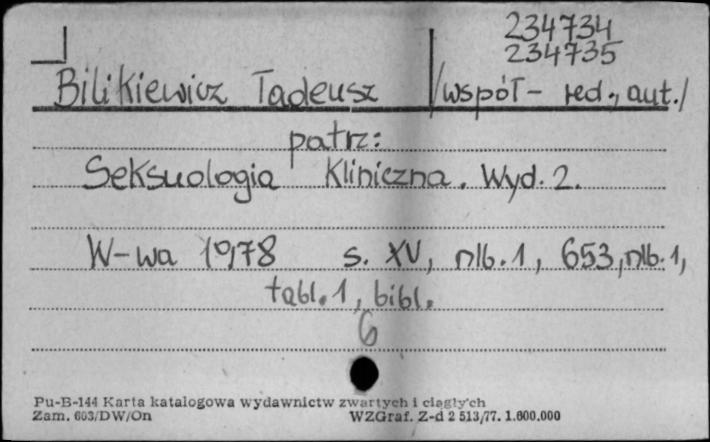 234734
234735
Bilikiewicz Tadeusz /współ- red., aut./
patrz:
Seksuologia Kliniczna. Wyd. 2.
W-wa 1978 s. XV, nlb. 1, 653, nlb. 1,
tabl. 1, bibl.
6
Pu-B-144 Karta katalogowa wydawnictw zwartych i ciągłych
Zam. 603/DW/On WZGraf. Z-d 2 513/77. 1.600.000